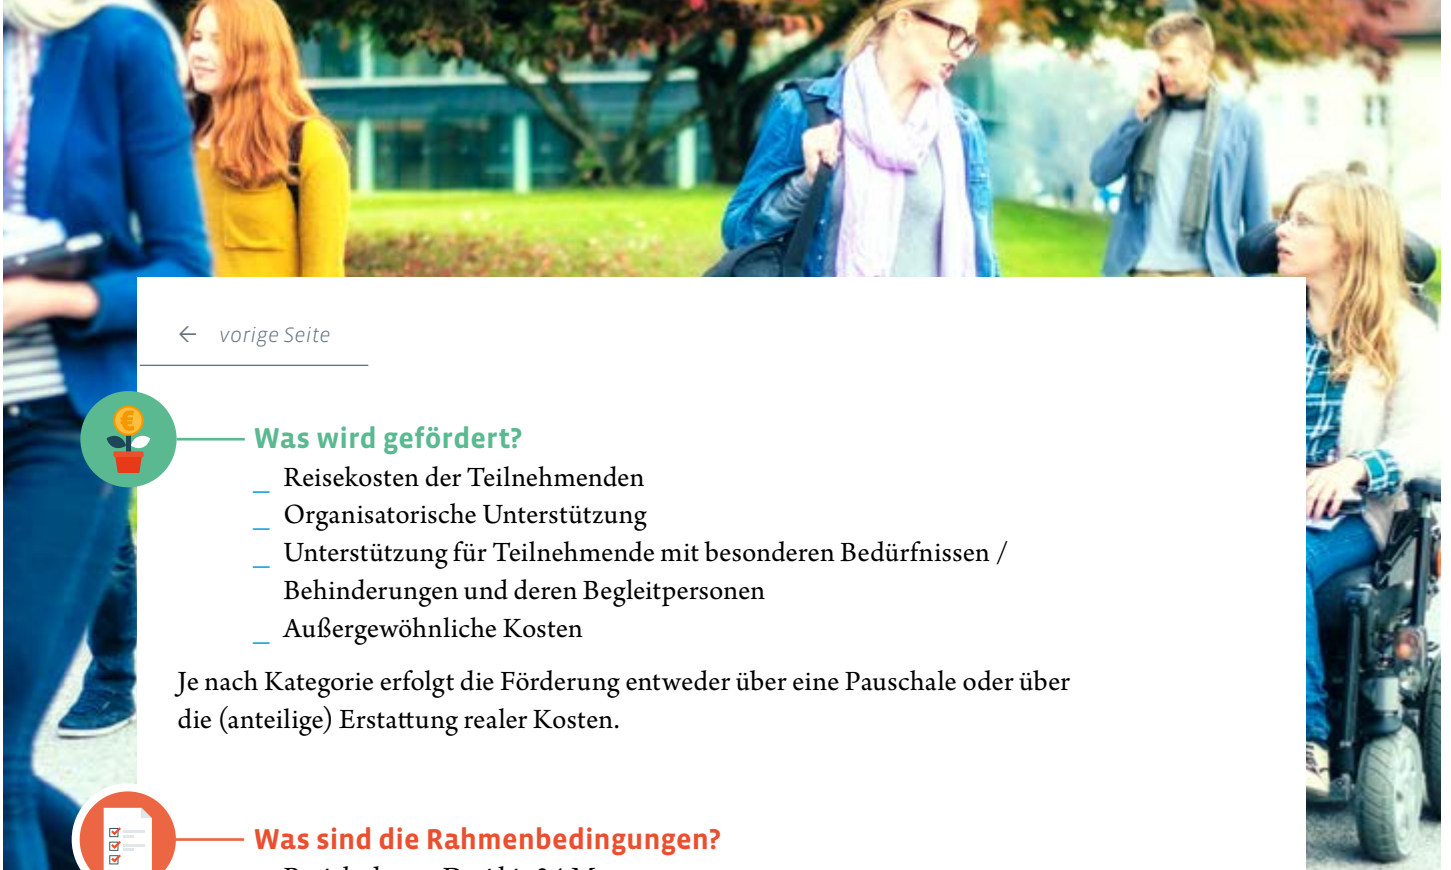 ← vorige Seite
Was wird gefördert?
_ Reisekosten der Teilnehmenden
_ Organisatorische Unterstützung
_ Unterstützung für Teilnehmende mit besonderen Bedürfnissen /
Behinderungen und deren Begleitpersonen
_ Außergewöhnliche Kosten
Je nach Kategorie erfolgt die Förderung entweder über eine Pauschale oder über
die (anteilige) Erstattung realer Kosten.
Was sind die Rahmenbedingungen?